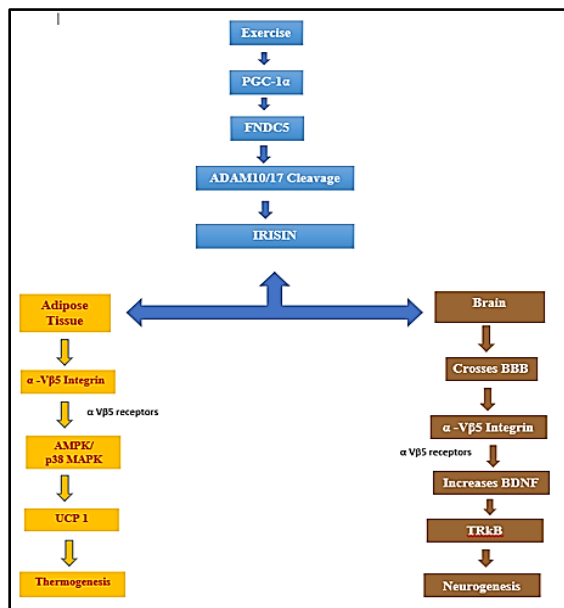 Exercise
PGC-1α
FNDC5
ADAM10/17 Cleavage
IRISIN
Adipose
Tissue
α -Vβ5 Integrin
α Vβ5 receptors
AMPK/
p38 MAPK
UCP 1
Thermogenesis
Brain
Crosses BBB
α -Vβ5 Integrin
α Vβ5 receptors
Increases BDNF
TRkB
Neurogenesis